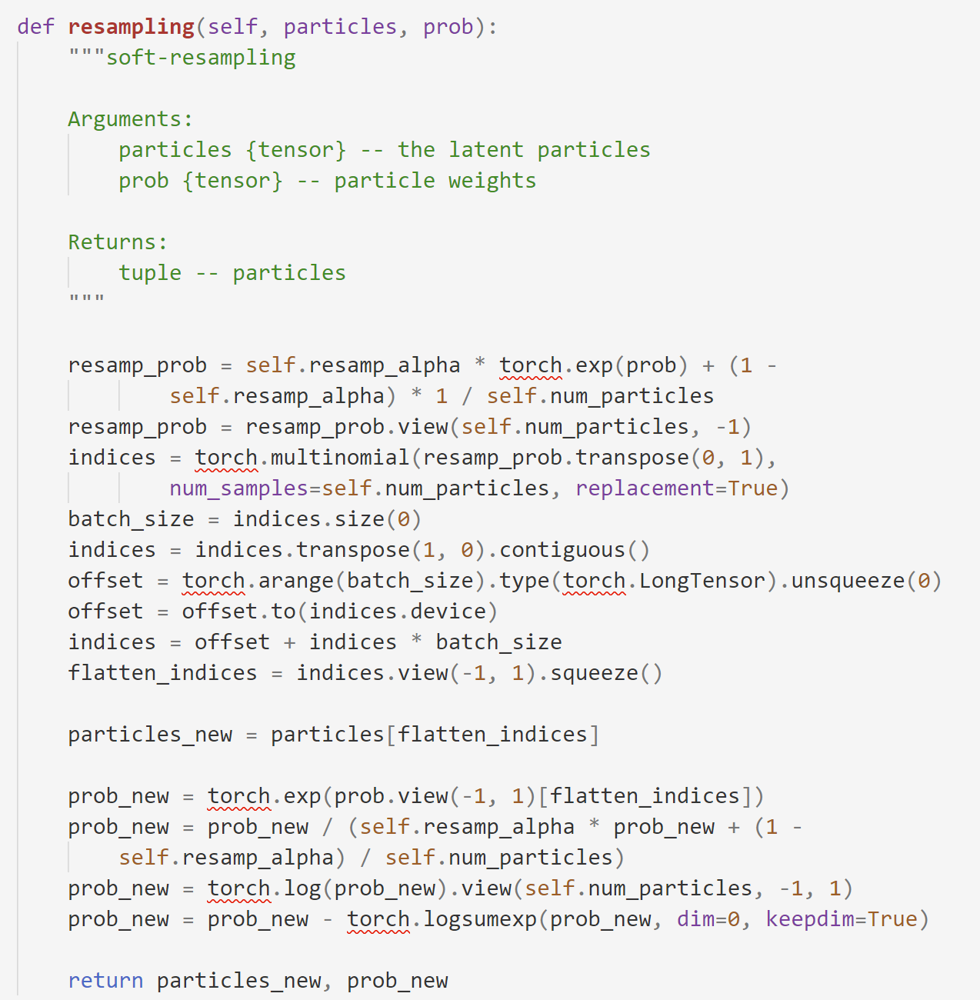 def resampling(self, particles, prob):
    """soft-resampling

    Arguments:
        particles {tensor} -- the latent particles
        prob {tensor} -- particle weights

    Returns:
        tuple -- particles
    """

    resamp_prob = self.resamp_alpha * torch.exp(prob) + (1 -
            self.resamp_alpha) * 1 / self.num_particles
    resamp_prob = resamp_prob.view(self.num_particles, -1)
    indices = torch.multinomial(resamp_prob.transpose(0, 1),
            num_samples=self.num_particles, replacement=True)
    batch_size = indices.size(0)
    indices = indices.transpose(1, 0).contiguous()
    offset = torch.arange(batch_size).type(torch.LongTensor).unsqueeze(0)
    offset = offset.to(indices.device)
    indices = offset + indices * batch_size
    flatten_indices = indices.view(-1, 1).squeeze()

    particles_new = particles[flatten_indices]

    prob_new = torch.exp(prob.view(-1, 1)[flatten_indices])
    prob_new = prob_new / (self.resamp_alpha * prob_new + (1 -
        self.resamp_alpha) / self.num_particles)
    prob_new = torch.log(prob_new).view(self.num_particles, -1, 1)
    prob_new = prob_new - torch.logsumexp(prob_new, dim=0, keepdim=True)

    return particles_new, prob_new